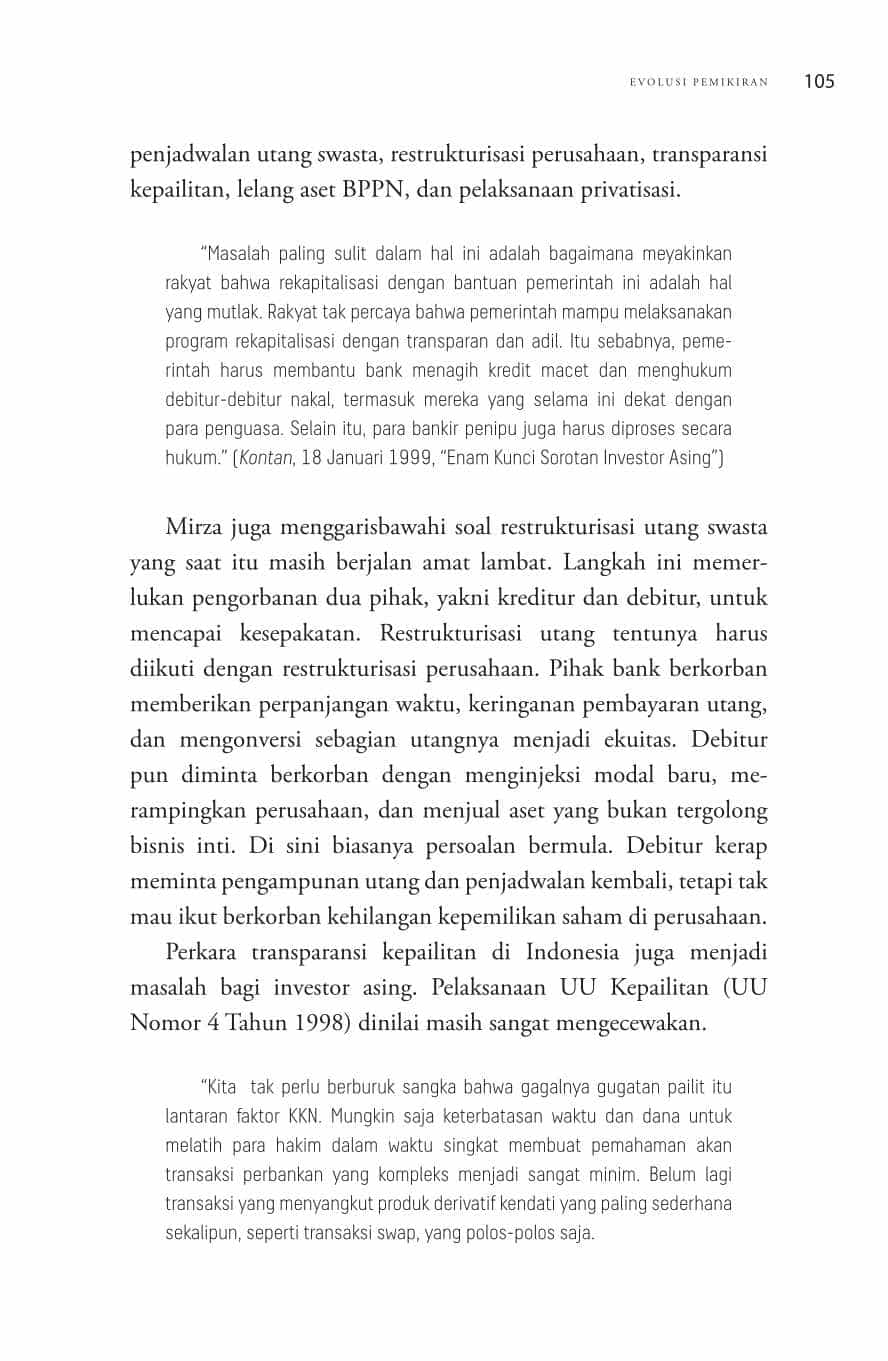 EVOLUSI PEMIKIRAN 105
penjadwalan utang swasta, restrukturisasi perusahaan, transparansi
kepailitan, lelang aset BPPN, dan pelaksanaan privatisasi.
“Masalah paling sulit dalam hal ini adalah bagaimana meyakinkan
rakyat bahwa rekapitalisasi dengan bantuan pemerintah ini adalah hal
yang mutlak. Rakyat tak percaya bahwa pemerintah mampu melaksanakan
program rekapitalisasi dengan transparan dan adil. Itu sebabnya, peme-
rintah harus membantu bank menagih kredit macet dan menghukum
debitur-debitur nakal, termasuk mereka yang selama ini dekat dengan
para penguasa. Selain itu, para bankir penipu juga harus diproses secara
hukum.” (Kontan, 18 Januari 1999, “Enam Kunci Sorotan Investor Asing”)
Mirza juga menggarisbawahi soal restrukturisasi utang swasta
yang saat itu masih berjalan amat lambat. Langkah ini memer-
lukan pengorbanan dua pihak, yakni kreditur dan debitur, untuk
mencapai kesepakatan. Restrukturisasi utang tentunya harus
diikuti dengan restrukturisasi perusahaan. Pihak bank berkorban
memberikan perpanjangan waktu, keringanan pembayaran utang,
dan mengonversi sebagian utangnya menjadi ekuitas. Debitur
pun diminta berkorban dengan menginjeksi modal baru, me-
rampingkan perusahaan, dan menjual aset yang bukan tergolong
bisnis inti. Di sini biasanya persoalan bermula. Debitur kerap
meminta pengampunan utang dan penjadwalan kembali, tetapi tak
mau ikut berkorban kehilangan kepemilikan saham di perusahaan.
Perkara transparansi kepailitan di Indonesia juga menjadi
masalah bagi investor asing. Pelaksanaan UU Kepailitan (UU
Nomor 4 Tahun 1998) dinilai masih sangat mengecewakan.
“Kita tak perlu berburuk sangka bahwa gagalnya gugatan pailit itu
lantaran faktor KKN. Mungkin saja keterbatasan waktu dan dana untuk
melatih para hakim dalam waktu singkat membuat pemahaman akan
transaksi perbankan yang kompleks menjadi sangat minim. Belum lagi
transaksi yang menyangkut produk derivatif kendati yang paling sederhana
sekalipun, seperti transaksi swap, yang polos-polos saja.